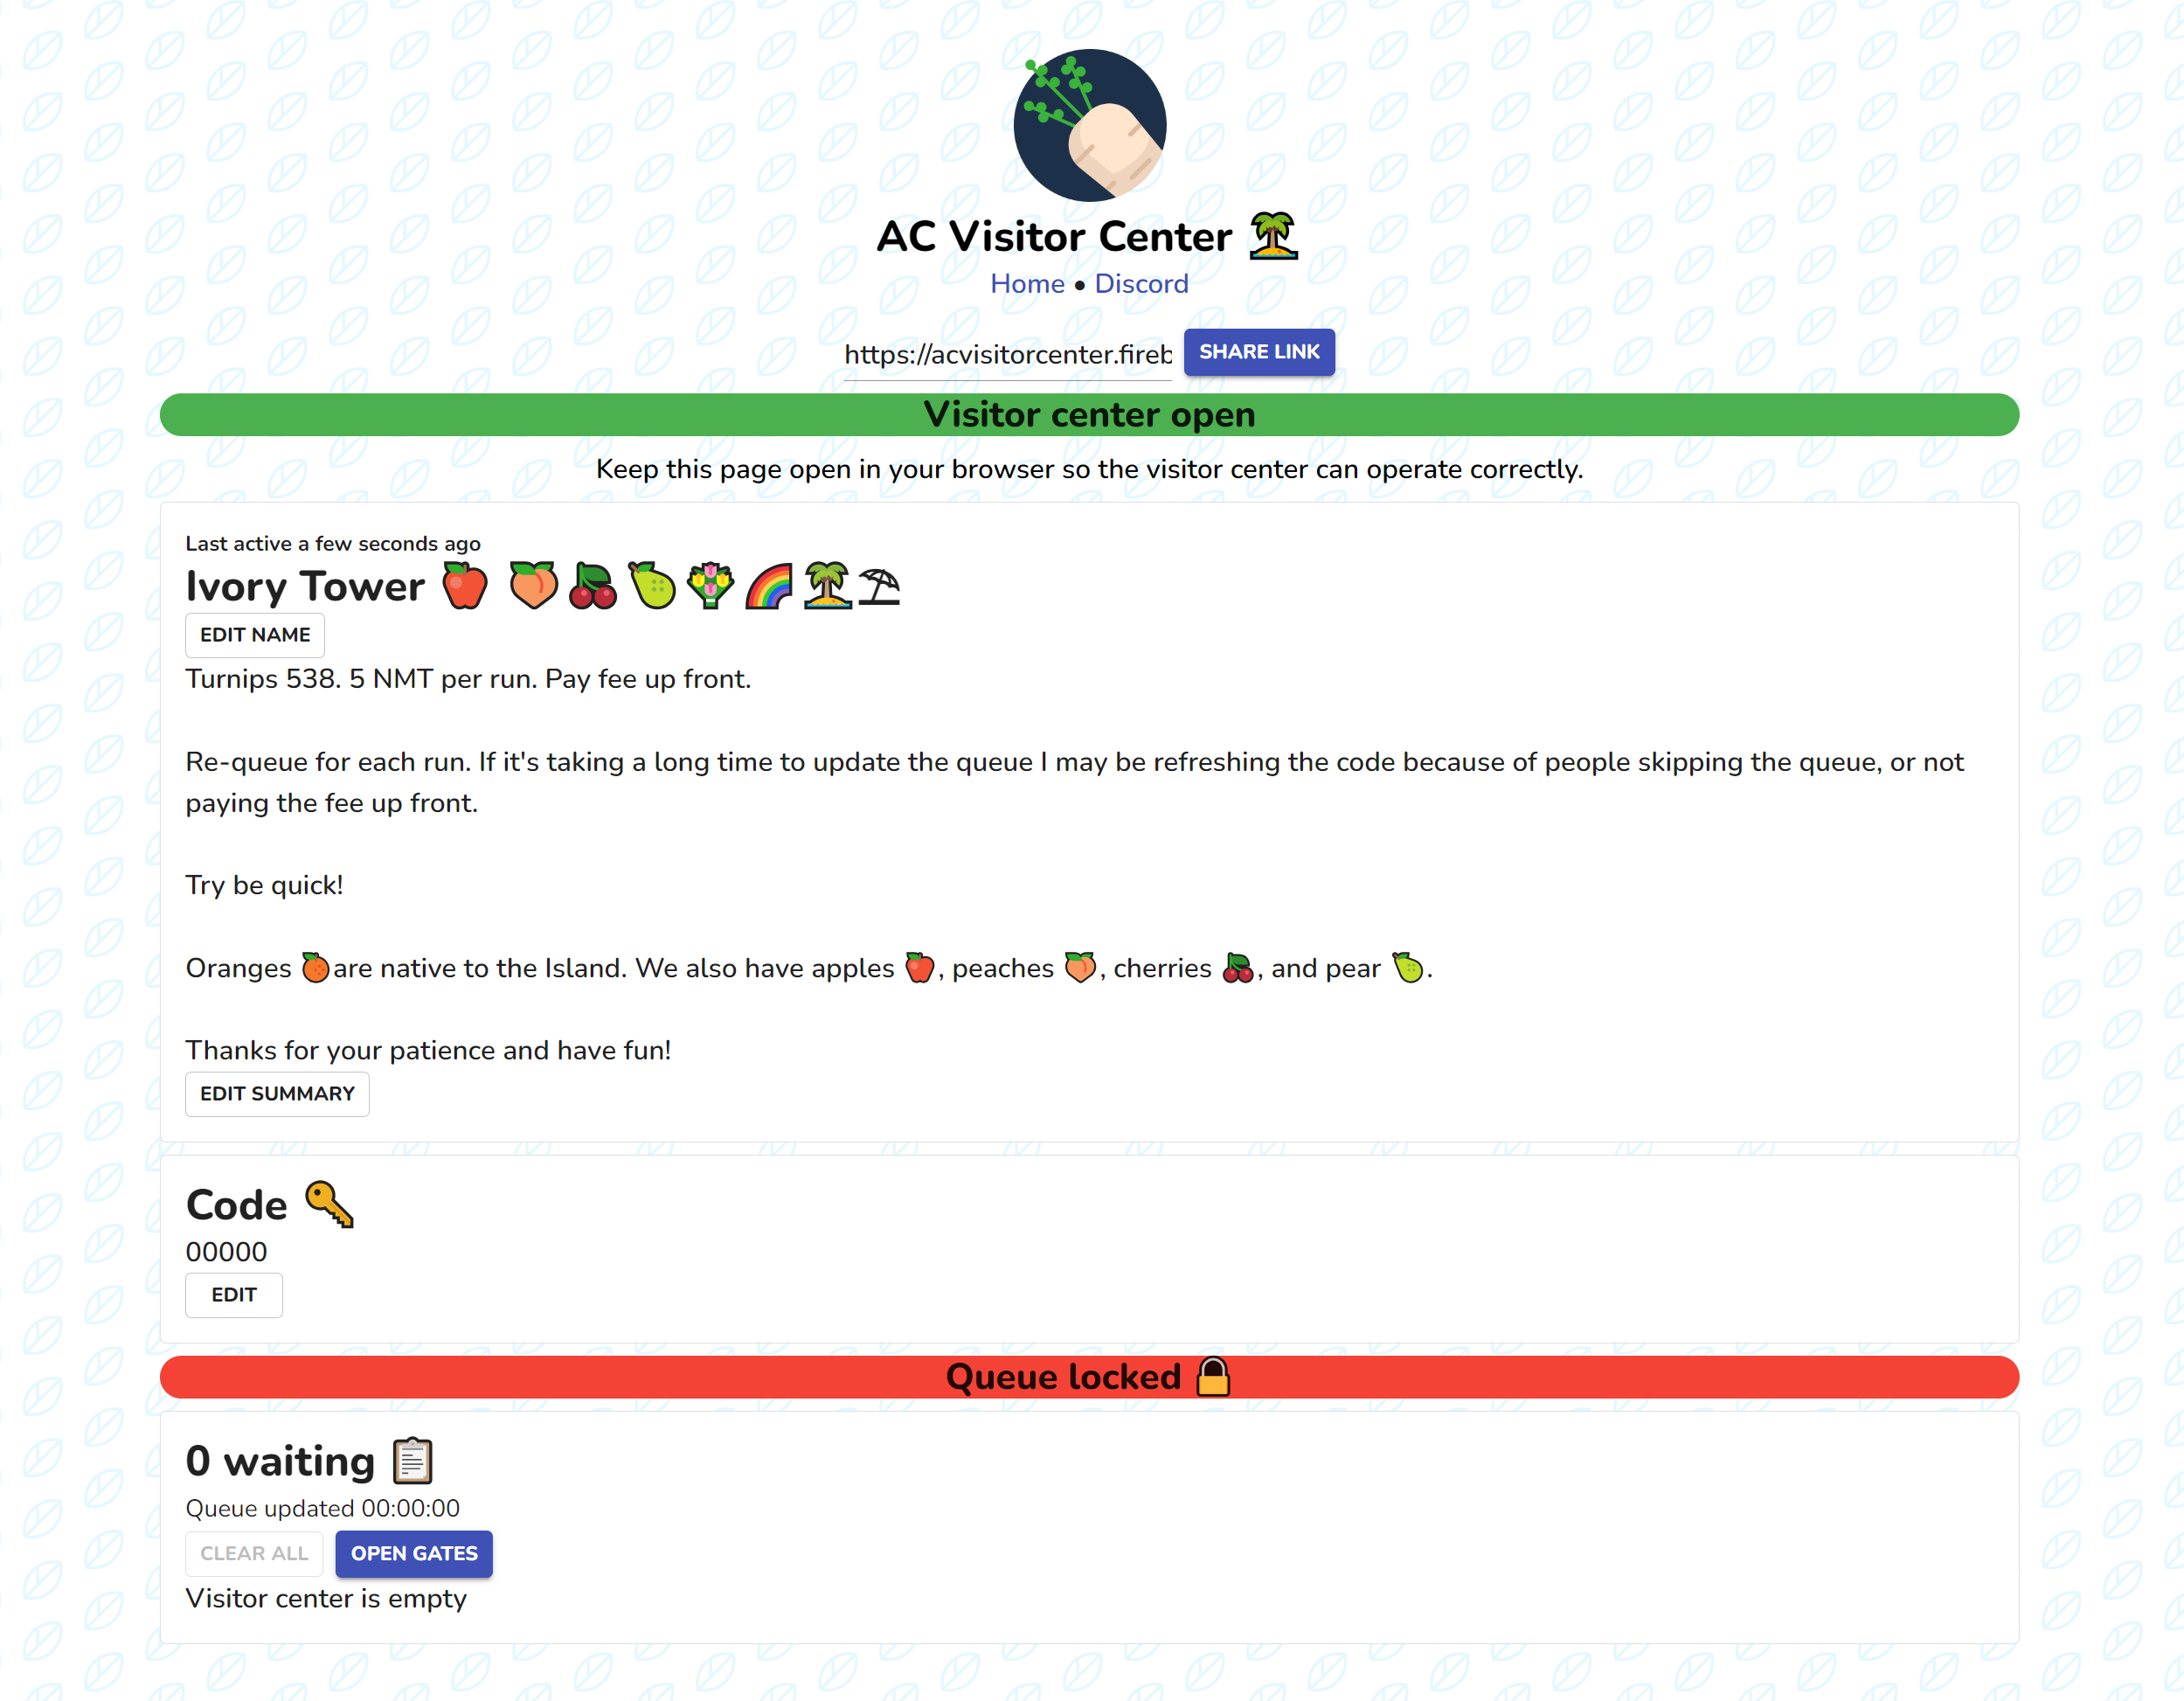 AC Visitor Center 🏝️
Home • Discord
https://acvisitorcenter.fireb
SHARE LINK
Visitor center open
Keep this page open in your browser so the visitor center can operate correctly.
Last active a few seconds ago
Ivory Tower 🍎 🍑🍒🍐💐🌈🏝️⛱
EDIT NAME
Turnips 538. 5 NMT per run. Pay fee up front.
Re-queue for each run. If it's taking a long time to update the queue I may be refreshing the code because of people skipping the queue, or not
paying the fee up front.
Try be quick!
Oranges 🍊are native to the Island. We also have apples 🍎, peaches 🍑, cherries 🍒, and pear 🍐.
Thanks for your patience and have fun!
EDIT SUMMARY
Code 🔑
00000
EDIT
Queue locked 🔒
0 waiting 📋
Queue updated 00:00:00
CLEAR ALL
OPEN GATES
Visitor center is empty